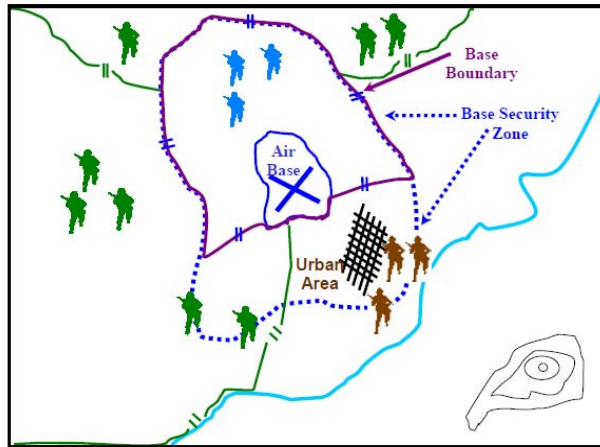 Base
Boundary
Base Security
Zone
Air
Base
Urban
Area